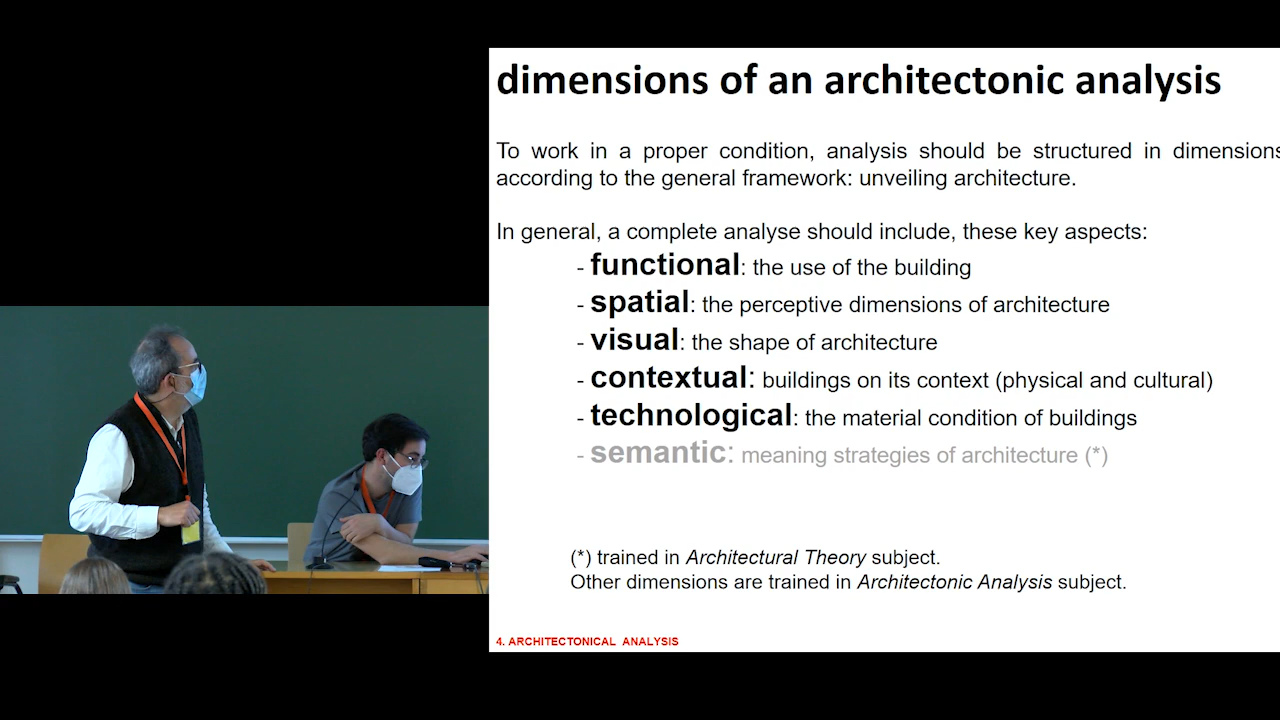 dimensions of an architectonic analysis
To work in a proper condition, analysis should be structured in dimensions
according to the general framework: unveiling architecture.
In general, a complete analyse should include, these key aspects:
- functional: the use of the building
- spatial: the perceptive dimensions of architecture
- visual: the shape of architecture
- contextual: buildings on its context (physical and cultural)
- technological: the material condition of buildings
- semantic: meaning strategies of architecture (*)
(*) trained in Architectural Theory subject.
Other dimensions are trained in Architectonic Analysis subject.
4. ARCHITECTONICAL ANALYSIS